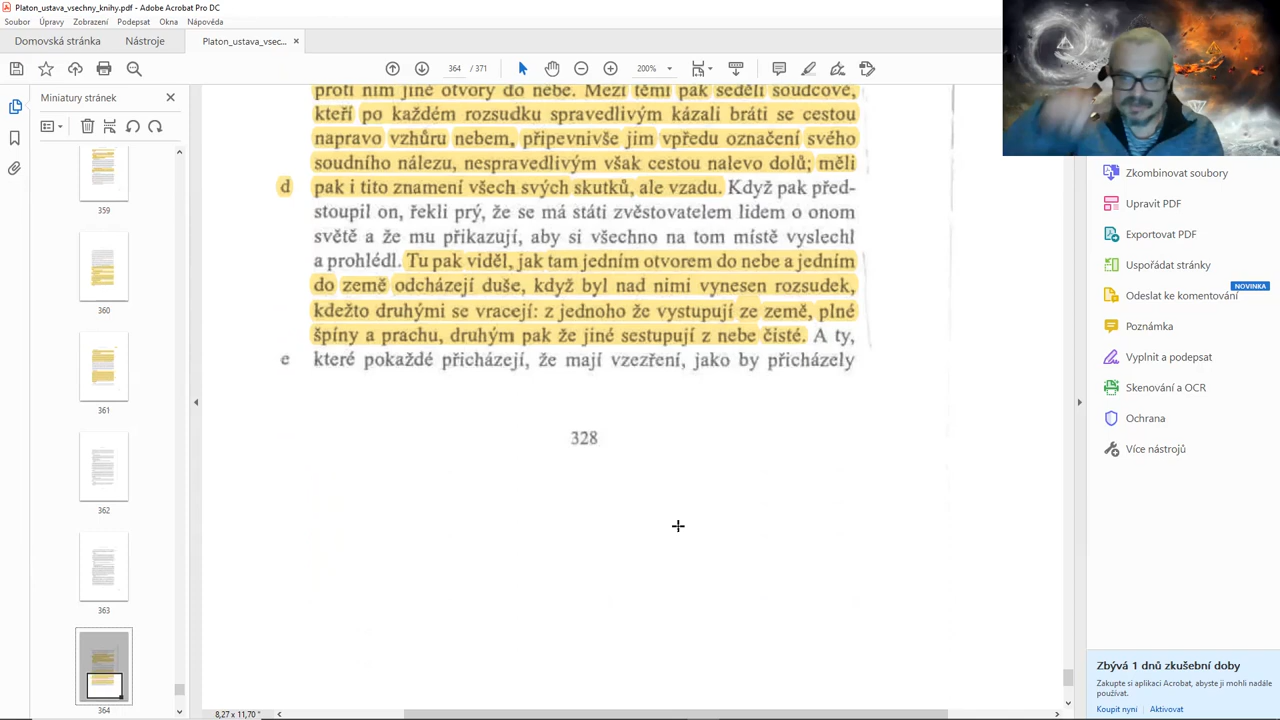 Platon_ustava_vsechny_knihy.pdf - Adobe Acrobat Pro DC
Soubor Úpravy Zobrazení Podepsat Okna Nápověda
Domovská stránka Nástroje Platon_ustava_vsec... ×
364 / 371 200%
Miniatury stránek
359
360
361
362
363
364
proti nim jiné otvory do nebe. Mezi těmi pak seděli soudcové,
kteří po každém rozsudku spravedlivým kázali bráti se cestou
napravo vzhůru nebem, připevnivše jim vpředu označení svého
soudního nálezu, nespravedlivým však cestou nalevo dolů; měli
d pak i tito znamení všech svých skutků, ale vzadu. Když pak před-
stoupil on, řekli prý, že se má státi zvěstovatelem lidem o onom
světě a že mu přikazují, aby si všechno na tom místě vyslechl
a prohlédl. Tu pak viděl, jak tam jedním otvorem do nebe a jedním
do země odcházejí duše, když byl nad nimi vynesen rozsudek,
kdežto druhými se vracejí: z jednoho že vystupují ze země, plné
špíny a prachu, druhým pak že jiné sestupují z nebe čisté. A ty,
e které pokaždé přicházejí, že mají vzezření, jako by přicházely
328
8,27 x 11,70"
Zkombinovat soubory
Upravit PDF
Exportovat PDF
Uspořádat stránky
NOVINKA
Odeslat ke komentování
Poznámka
Vyplnit a podepsat
Skenování a OCR
Ochrana
Více nástrojů
Zbývá 1 dnů zkušební doby
Zakupte si aplikaci Acrobat, abyste ji mohli nadále
používat.
Koupit nyní Aktivovat